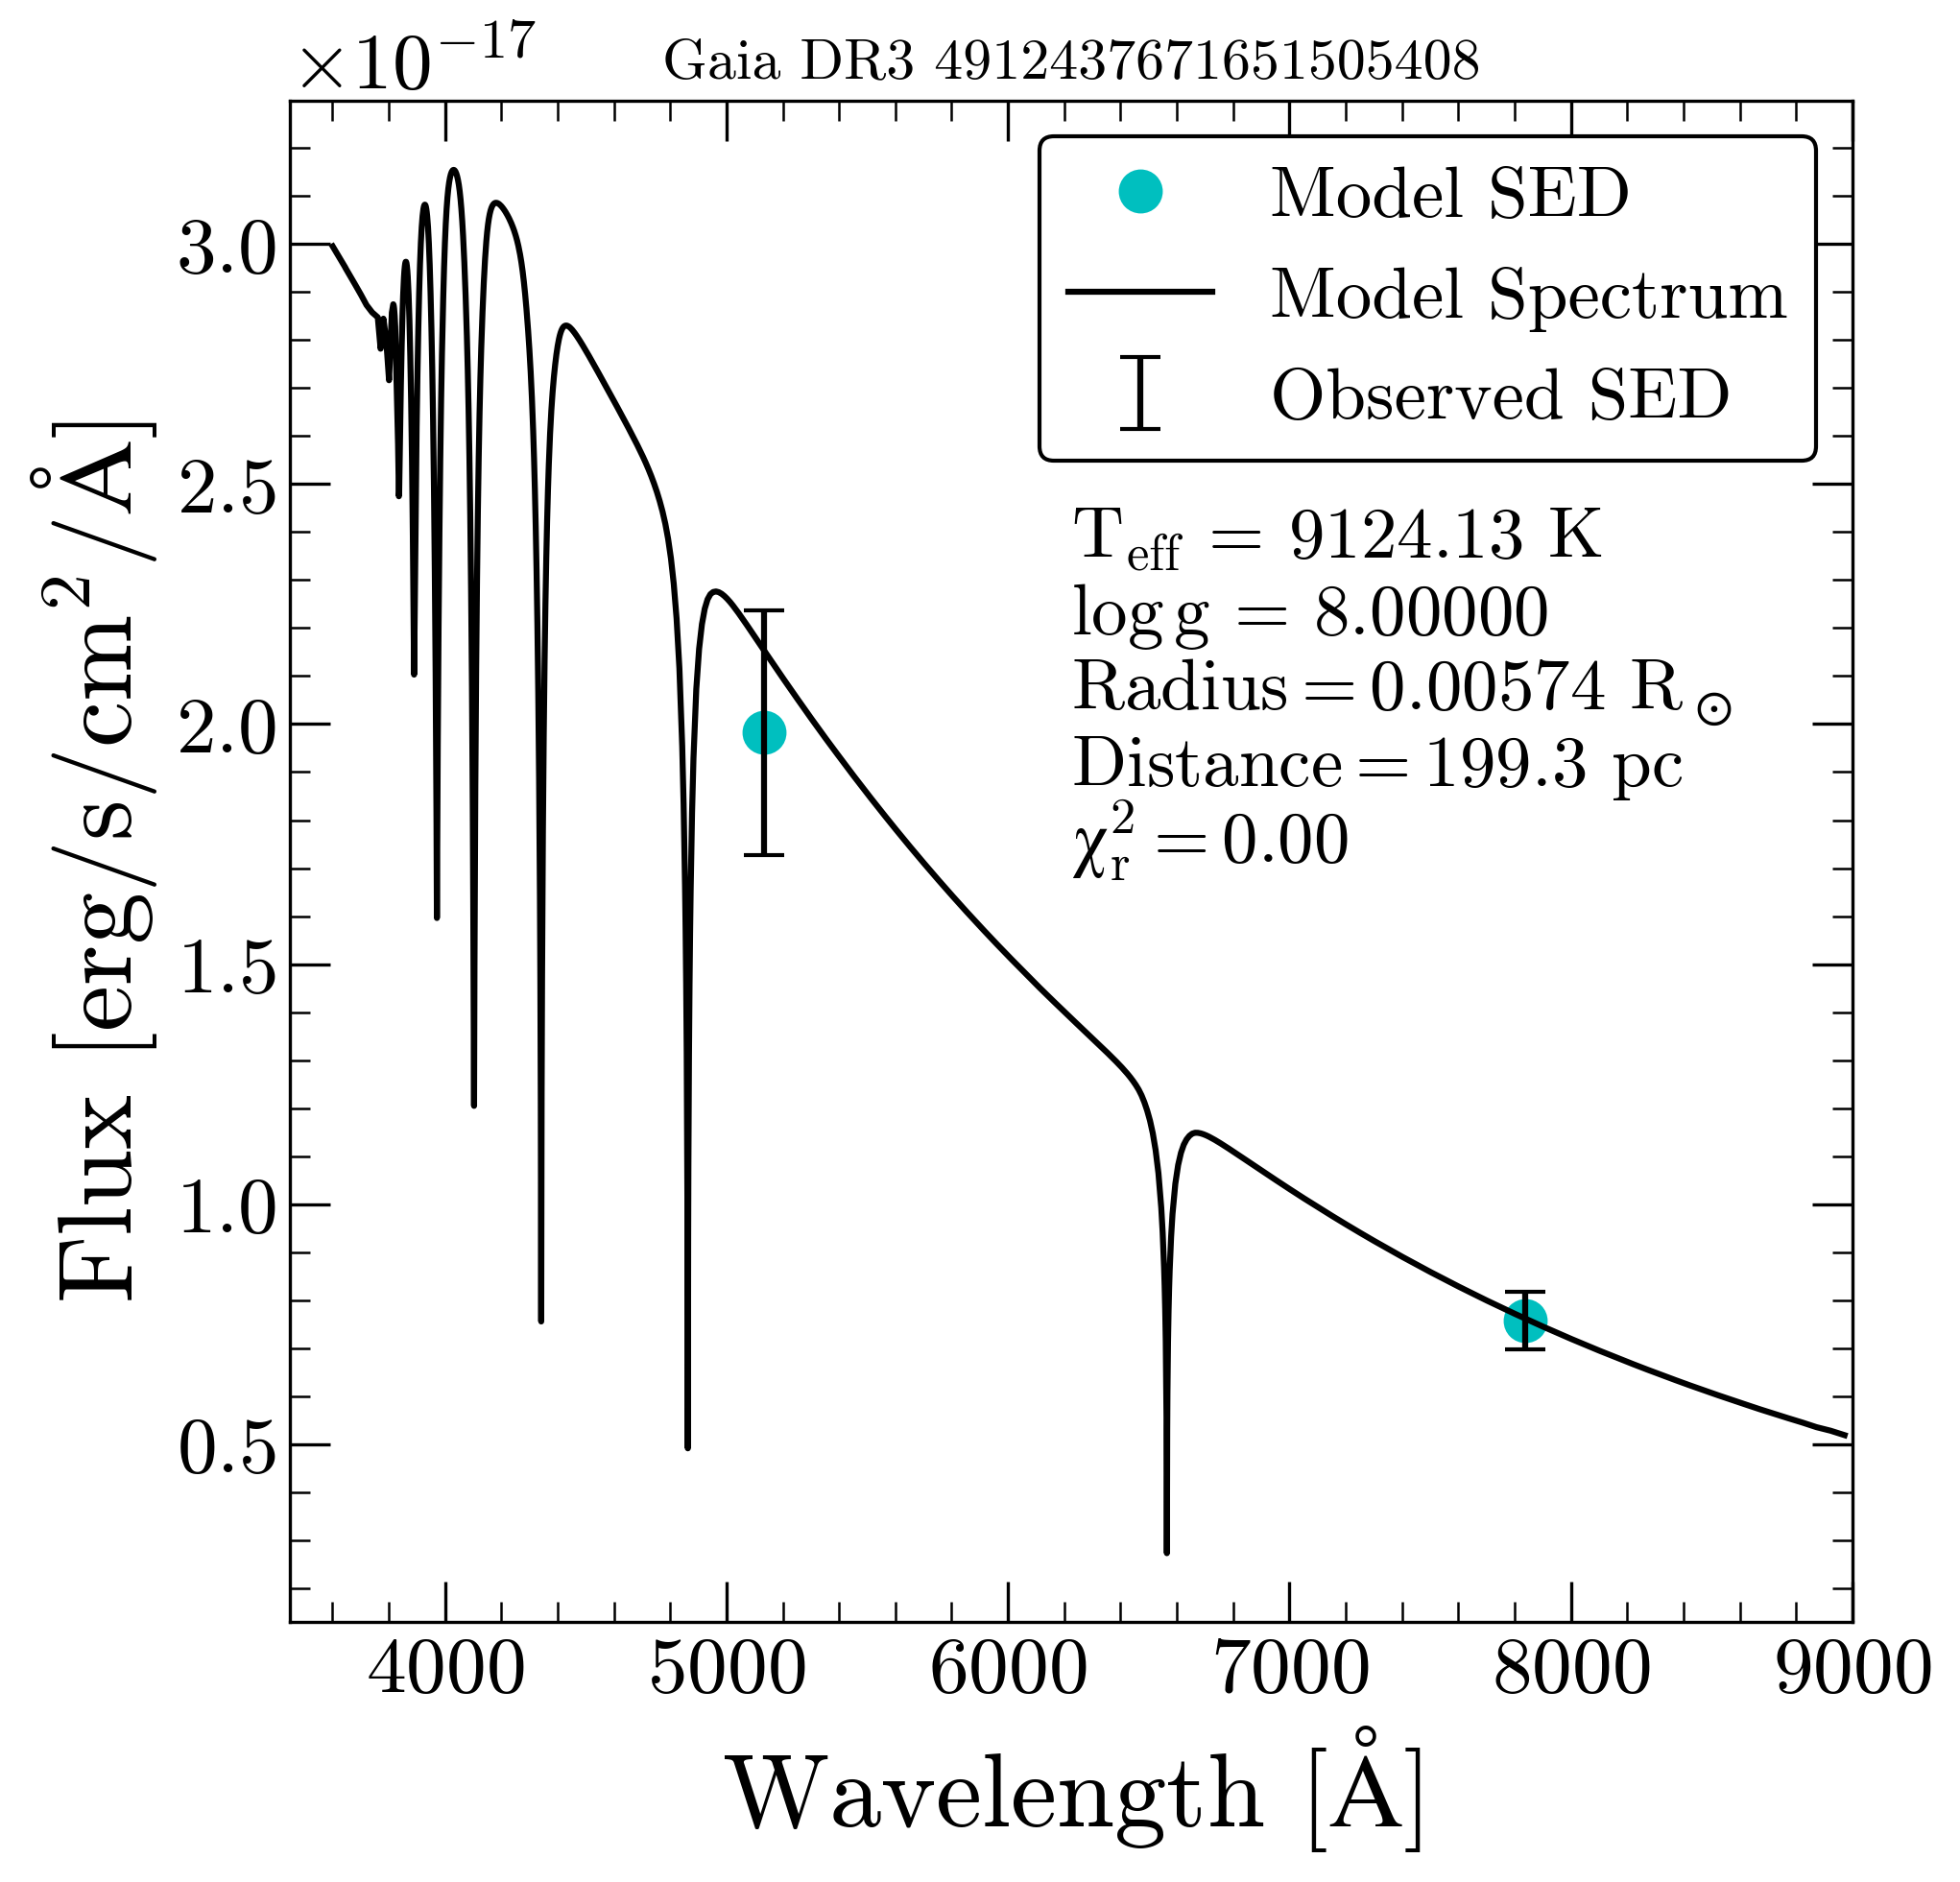 ×10⁻¹⁷
Gaia DR3 4912437671651505408
Model SED
Model Spectrum
Observed SED
T_eff = 9124.13 K
log g = 8.00000
Radius = 0.00574 R_⊙
Distance = 199.3 pc
χ²_r = 0.00
Flux [erg/s/cm²/Å]
3.0
2.5
2.0
1.5
1.0
0.5
4000 5000 6000 7000 8000 9000
Wavelength [Å]